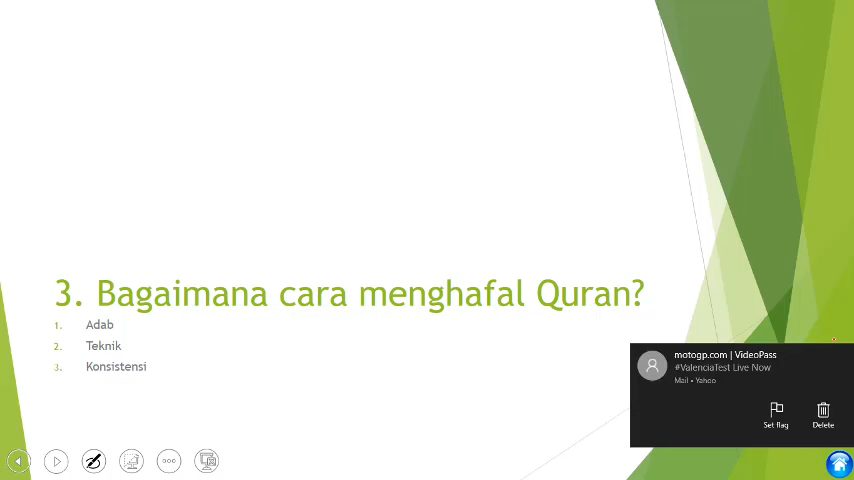 3. Bagaimana cara menghafal Quran?
1. Adab
2. Teknik
3. Konsistensi
motogp.com | VideoPass
#ValenciaTest Live Now
Mail • Yahoo
Set flag
Delete